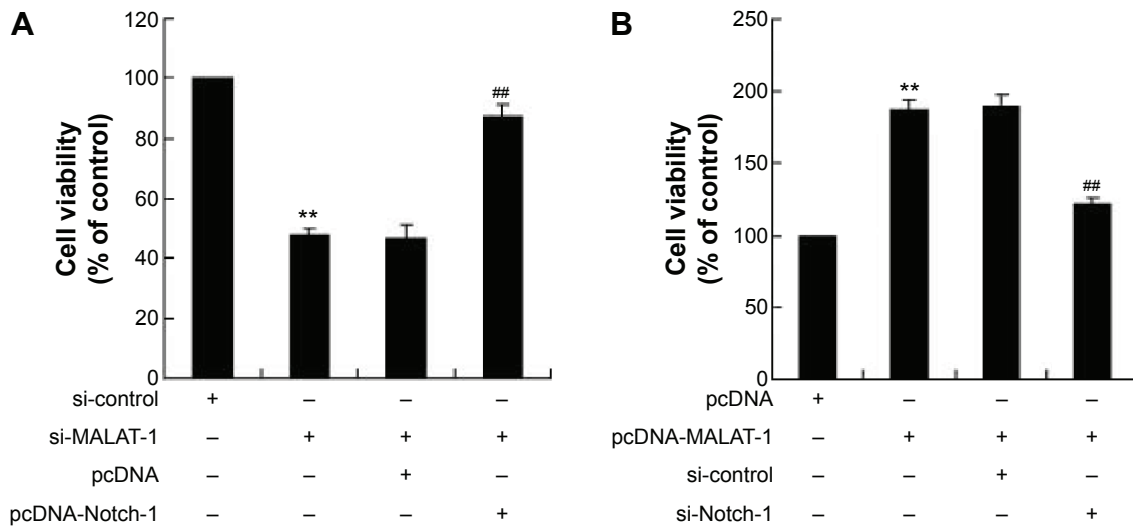 A
Cell viability
(% of control)
120
100
80
60
40
20
0
**
##
si-control + – – –
si-MALAT-1 – + + +
pcDNA – – + –
pcDNA-Notch-1 – – – +
B
Cell viability
(% of control)
250
200
150
100
50
0
**
##
pcDNA + – – –
pcDNA-MALAT-1 – + + +
si-control – – + –
si-Notch-1 – – – +